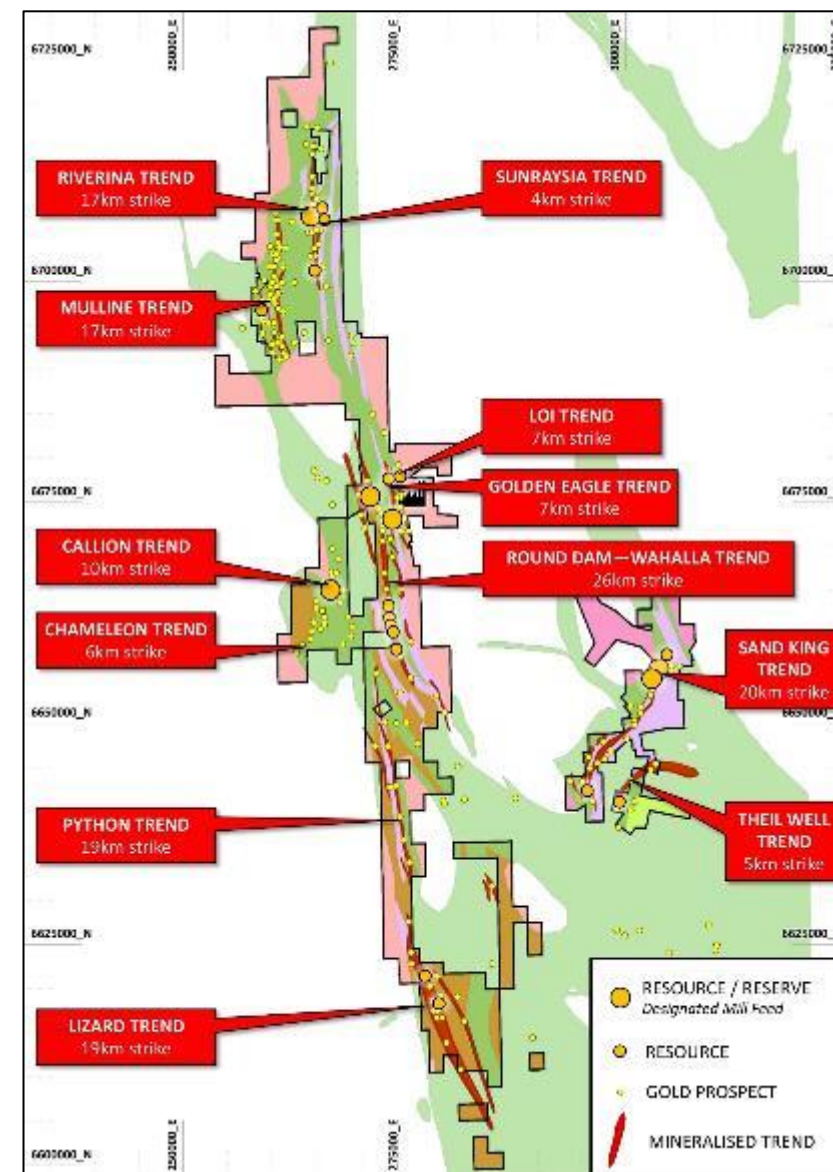 250000_E
275000_E
300000_E
6725000_N
6725000_N
RIVERINA TREND
17km strike
SUNRAYSIA TREND
4km strike
6700000_N
6700000_N
MULLINE TREND
17km strike
LOI TREND
7km strike
6675000_N
6675000_N
GOLDEN EAGLE TREND
7km strike
CALLION TREND
10km strike
ROUND DAM—WAHALLA TREND
26km strike
CHAMELEON TREND
6km strike
SAND KING
TREND
20km strike
6650000_N
6650000_N
PYTHON TREND
19km strike
THEIL WELL
TREND
5km strike
6625000_N
6625000_N
LIZARD TREND
19km strike
RESOURCE / RESERVE
Designated Mill Feed
RESOURCE
GOLD PROSPECT
MINERALISED TREND
6600000_N
250000_E
275000_E